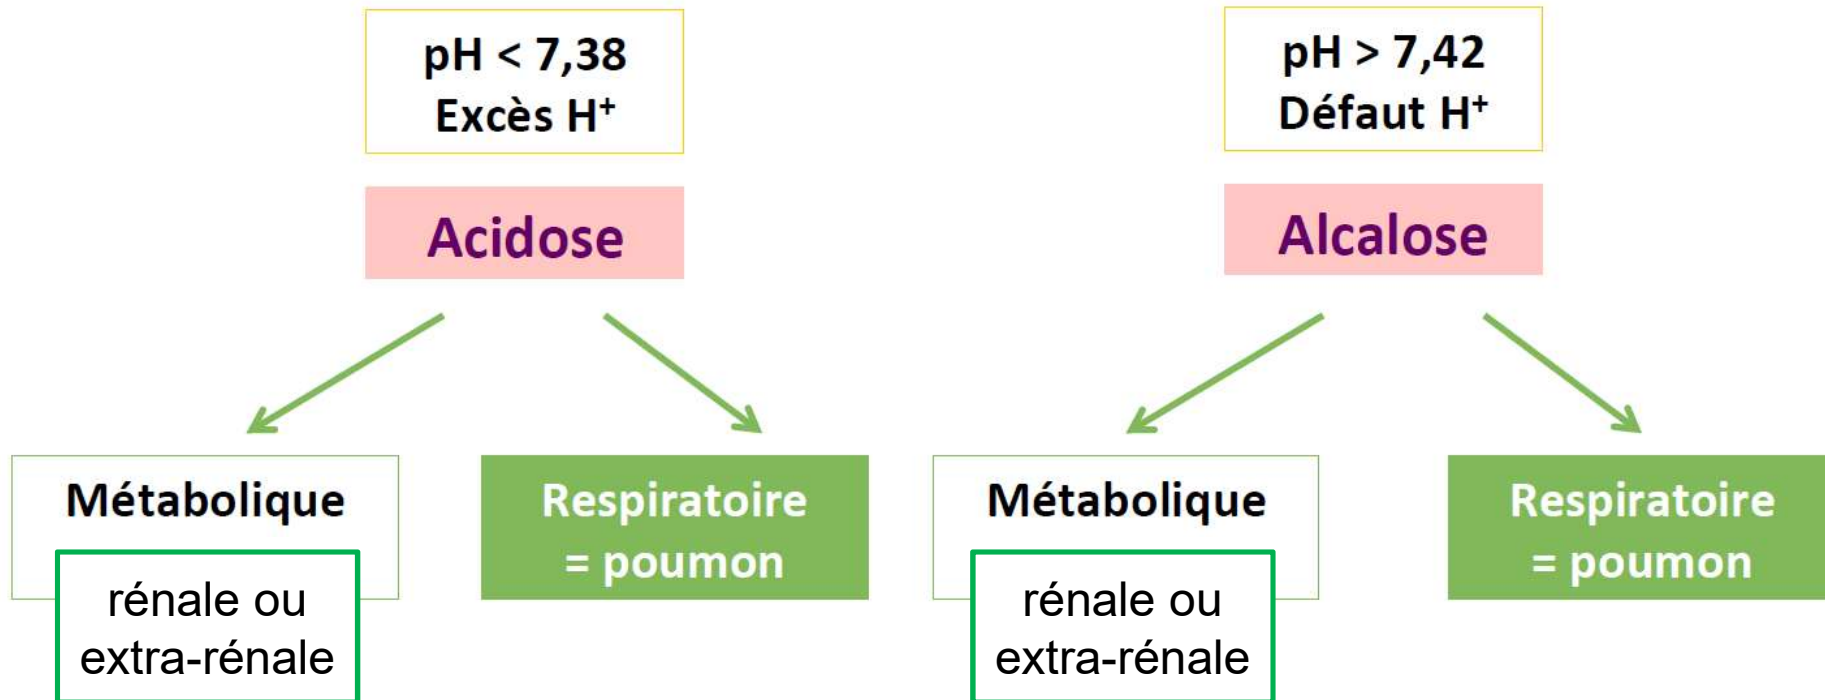 pH < 7,38
Excès H⁺
Acidose
Métabolique
rénale ou
extra-rénale
Respiratoire
= poumon
pH > 7,42
Défaut H⁺
Alcalose
Métabolique
rénale ou
extra-rénale
Respiratoire
= poumon